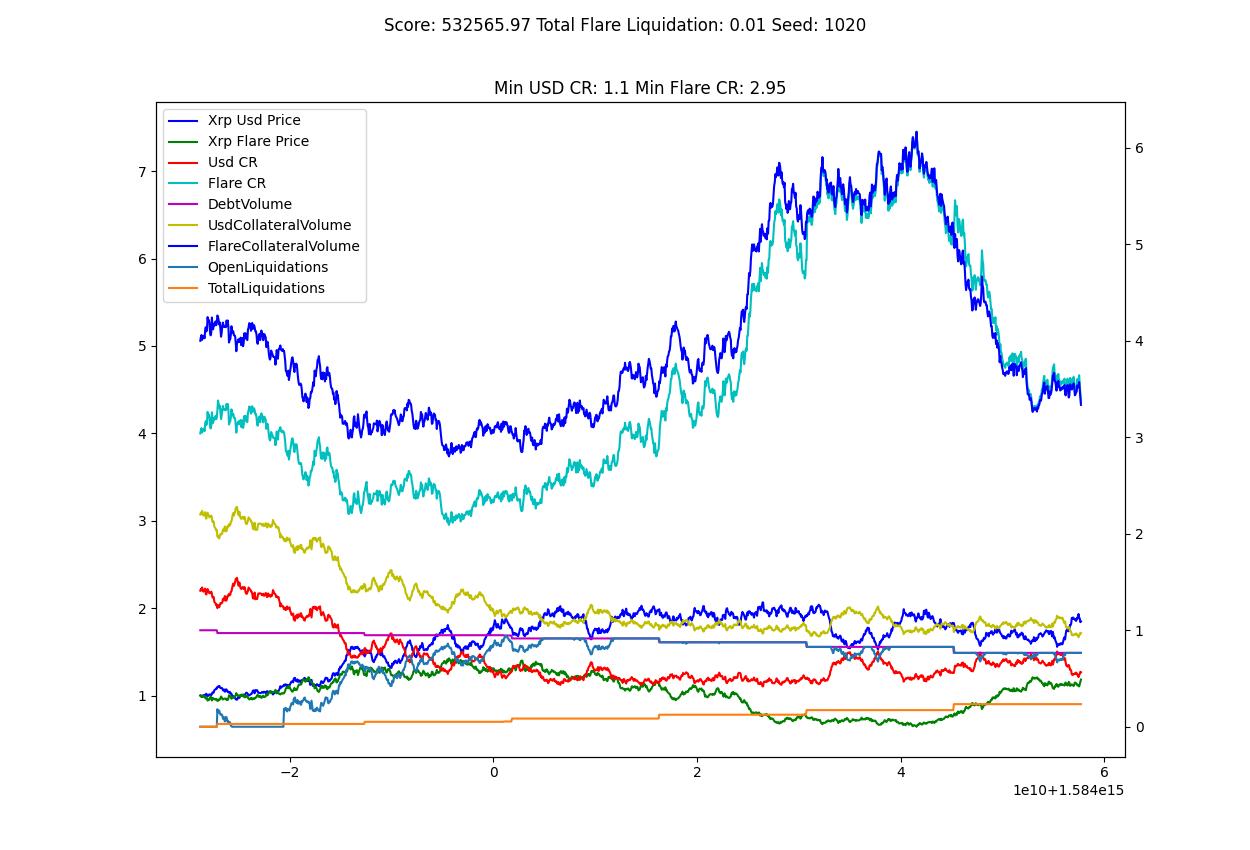 Score: 532565.97 Total Flare Liquidation: 0.01 Seed: 1020
Min USD CR: 1.1 Min Flare CR: 2.95
Xrp Usd Price
Xrp Flare Price
Usd CR
Flare CR
DebtVolume
UsdCollateralVolume
FlareCollateralVolume
OpenLiquidations
TotalLiquidations
7
6
5
4
3
2
1
6
5
4
3
2
1
0
−2 0 2 4 6
1e10+1.584e15